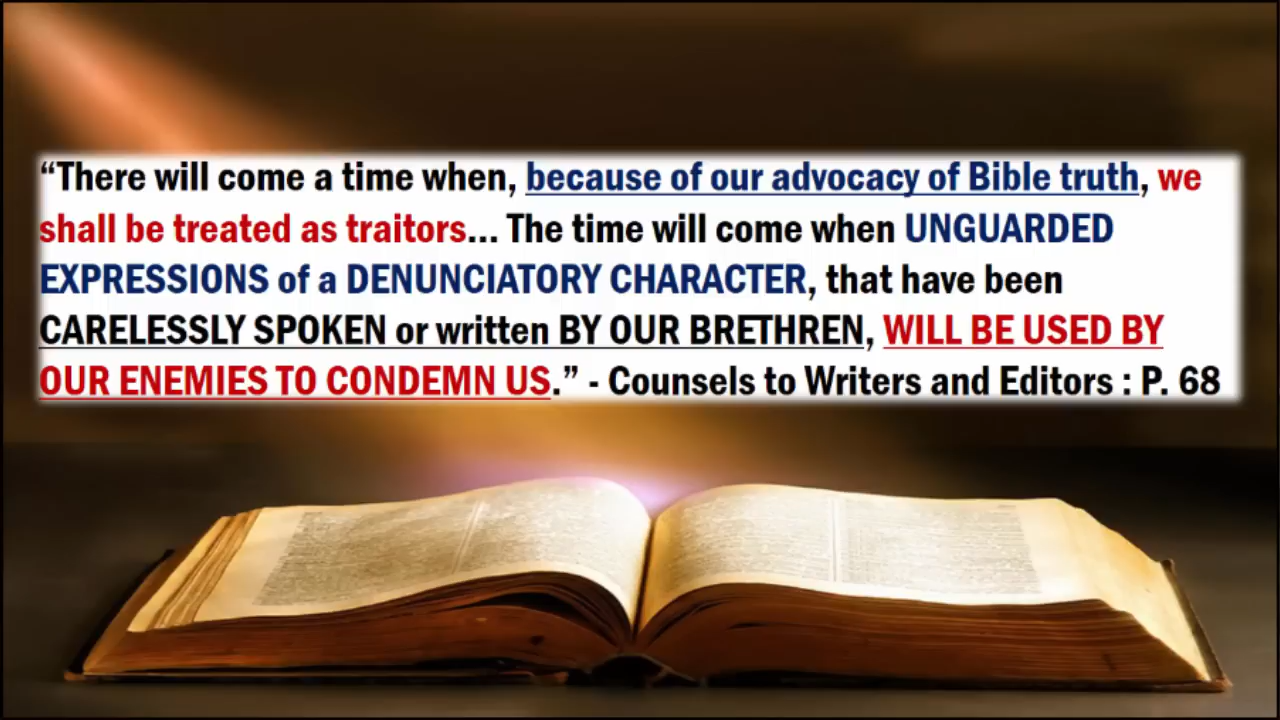 “There will come a time when, because of our advocacy of Bible truth, we
shall be treated as traitors... The time will come when UNGUARDED
EXPRESSIONS of a DENUNCIATORY CHARACTER, that have been
CARELESSLY SPOKEN or written BY OUR BRETHREN, WILL BE USED BY
OUR ENEMIES TO CONDEMN US.” - Counsels to Writers and Editors : P. 68